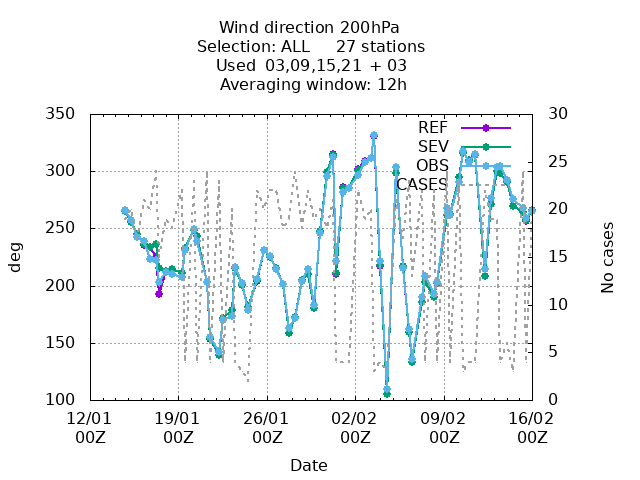 Wind direction 200hPa
Selection: ALL 27 stations
Used 03,09,15,21 + 03
Averaging window: 12h
350 30
REF
SEV
OBS
CASES
300 25
250 20
200 15
150 10
100 5
0
deg
No cases
12/01 19/01 26/01 02/02 09/02 16/02
00Z 00Z 00Z 00Z 00Z 00Z
Date